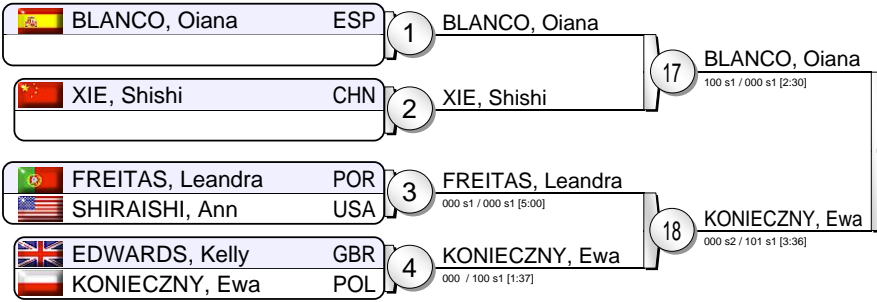 BLANCO, Oiana ESP
1
BLANCO, Oiana
17
BLANCO, Oiana
100 s1 / 000 s1 [2:30]
XIE, Shishi CHN
2
XIE, Shishi
FREITAS, Leandra POR
SHIRAISHI, Ann USA
3
FREITAS, Leandra
000 s1 / 000 s1 [5:00]
18
KONIECZNY, Ewa
000 s2 / 101 s1 [3:36]
EDWARDS, Kelly GBR
KONIECZNY, Ewa POL
4
KONIECZNY, Ewa
000 / 100 s1 [1:37]